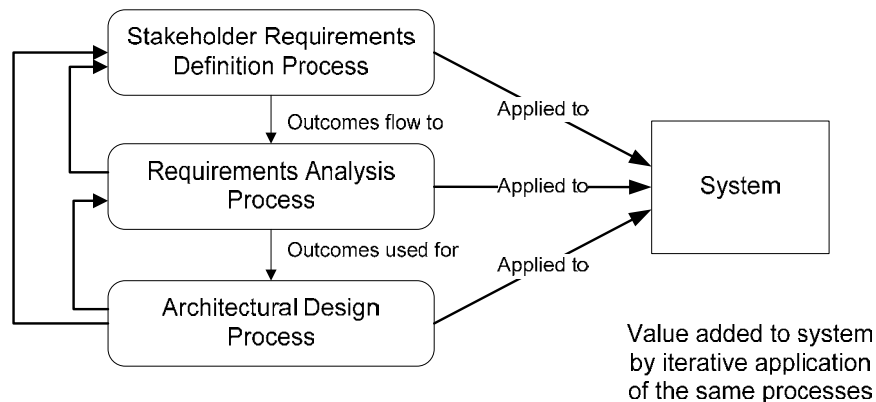 Stakeholder Requirements
Definition Process
Applied to
Outcomes flow to
Requirements Analysis
Process
Applied to
System
Outcomes used for
Applied to
Architectural Design
Process
Value added to system
by iterative application
of the same processes